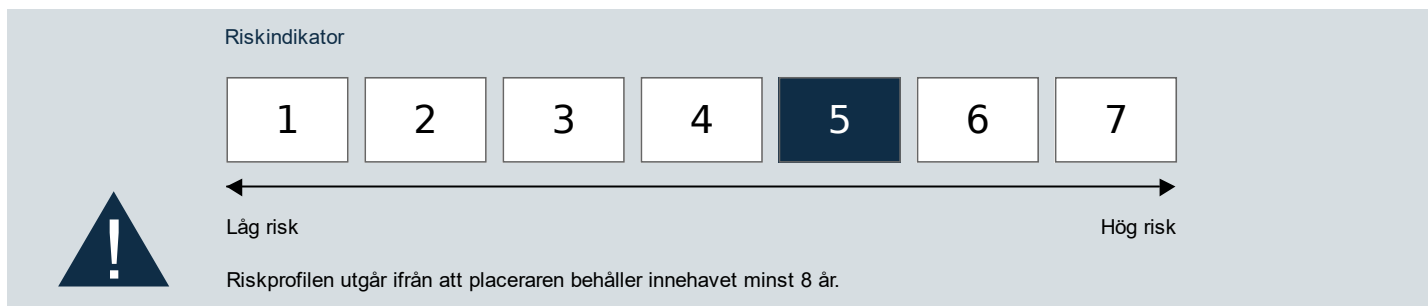 Riskindikator
1 2 3 4 5 6 7
Låg risk Hög risk
!
Riskprofilen utgår ifrån att placeraren behåller innehavet minst 8 år.